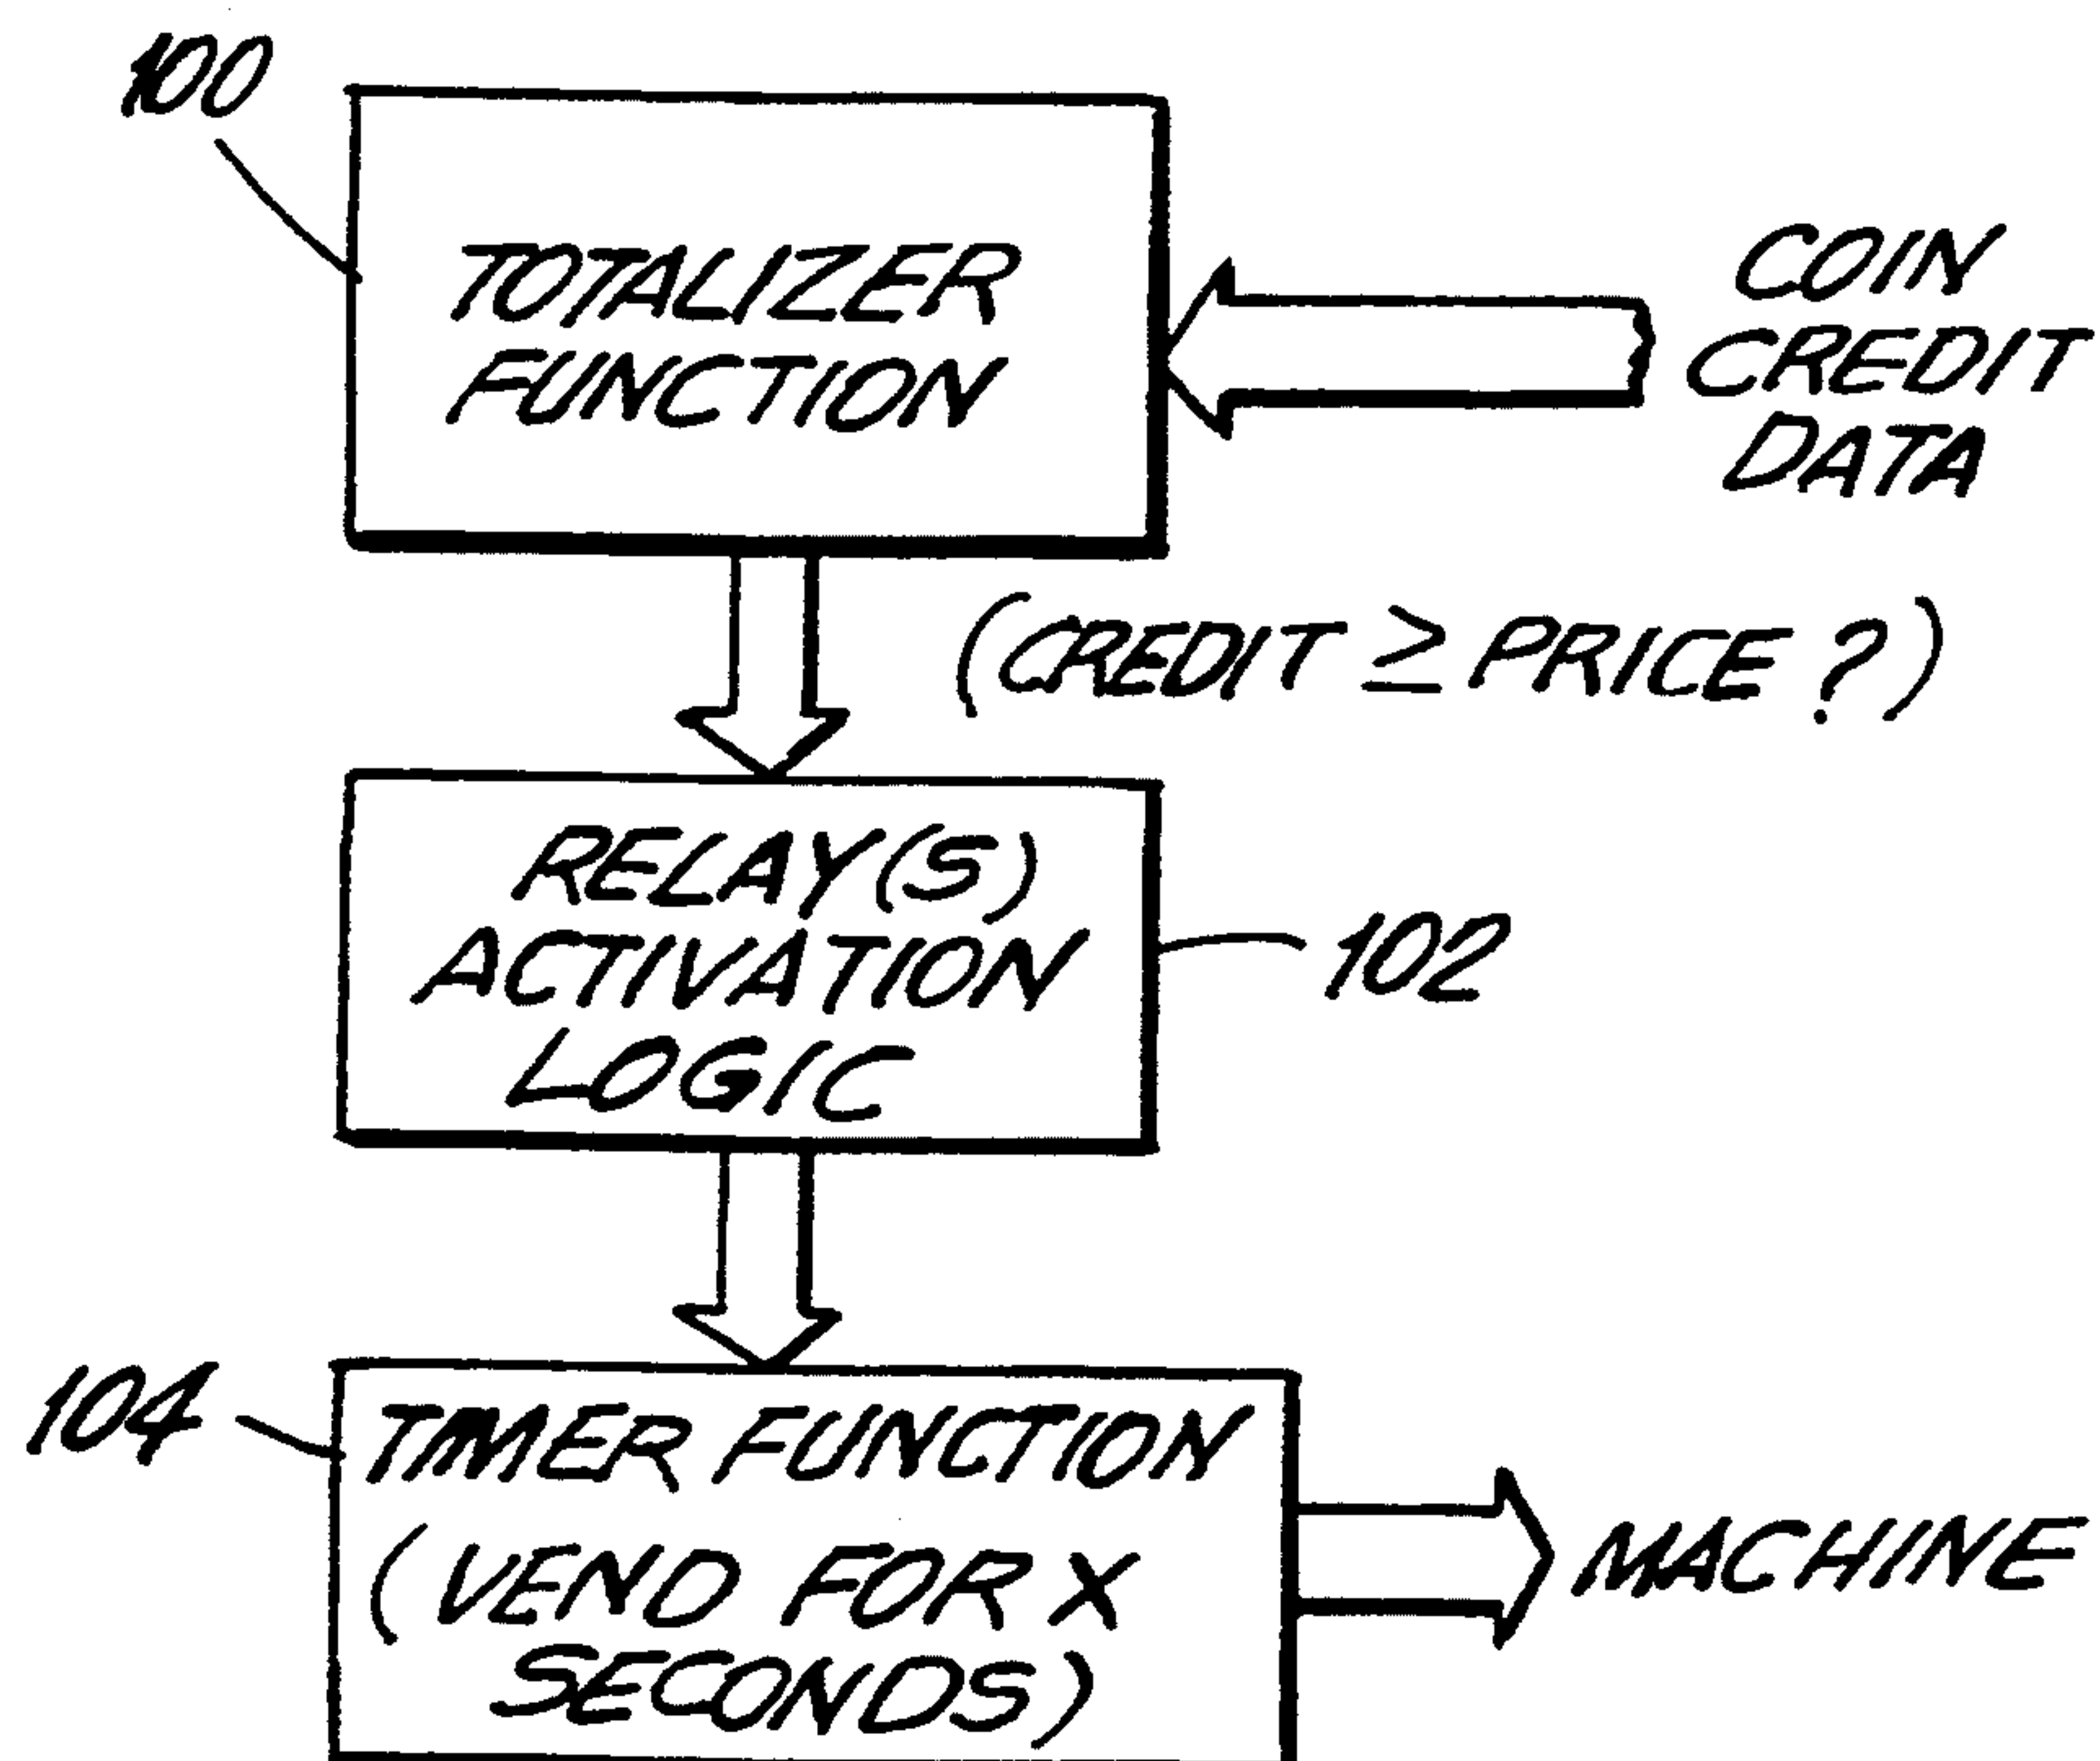 100
TOTALIZER
FUNCTION
COIN
CREDIT
DATA
(CREDIT ≥ PRICE ?)
RELAY(S)
ACTIVATION
LOGIC
102
104
TIMER FUNCTION
(VEND FOR X
SECONDS)
MACHINE